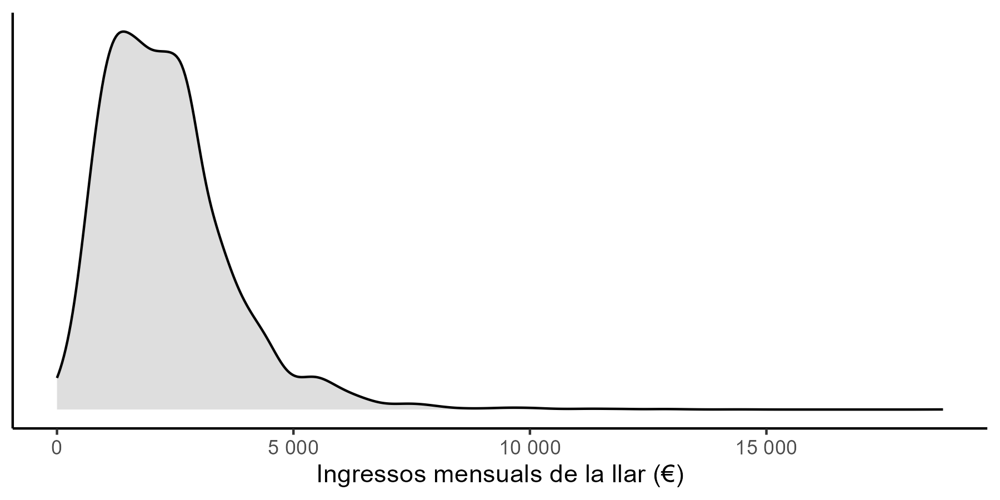 0 5 000 10 000 15 000
Ingressos mensuals de la llar (€)